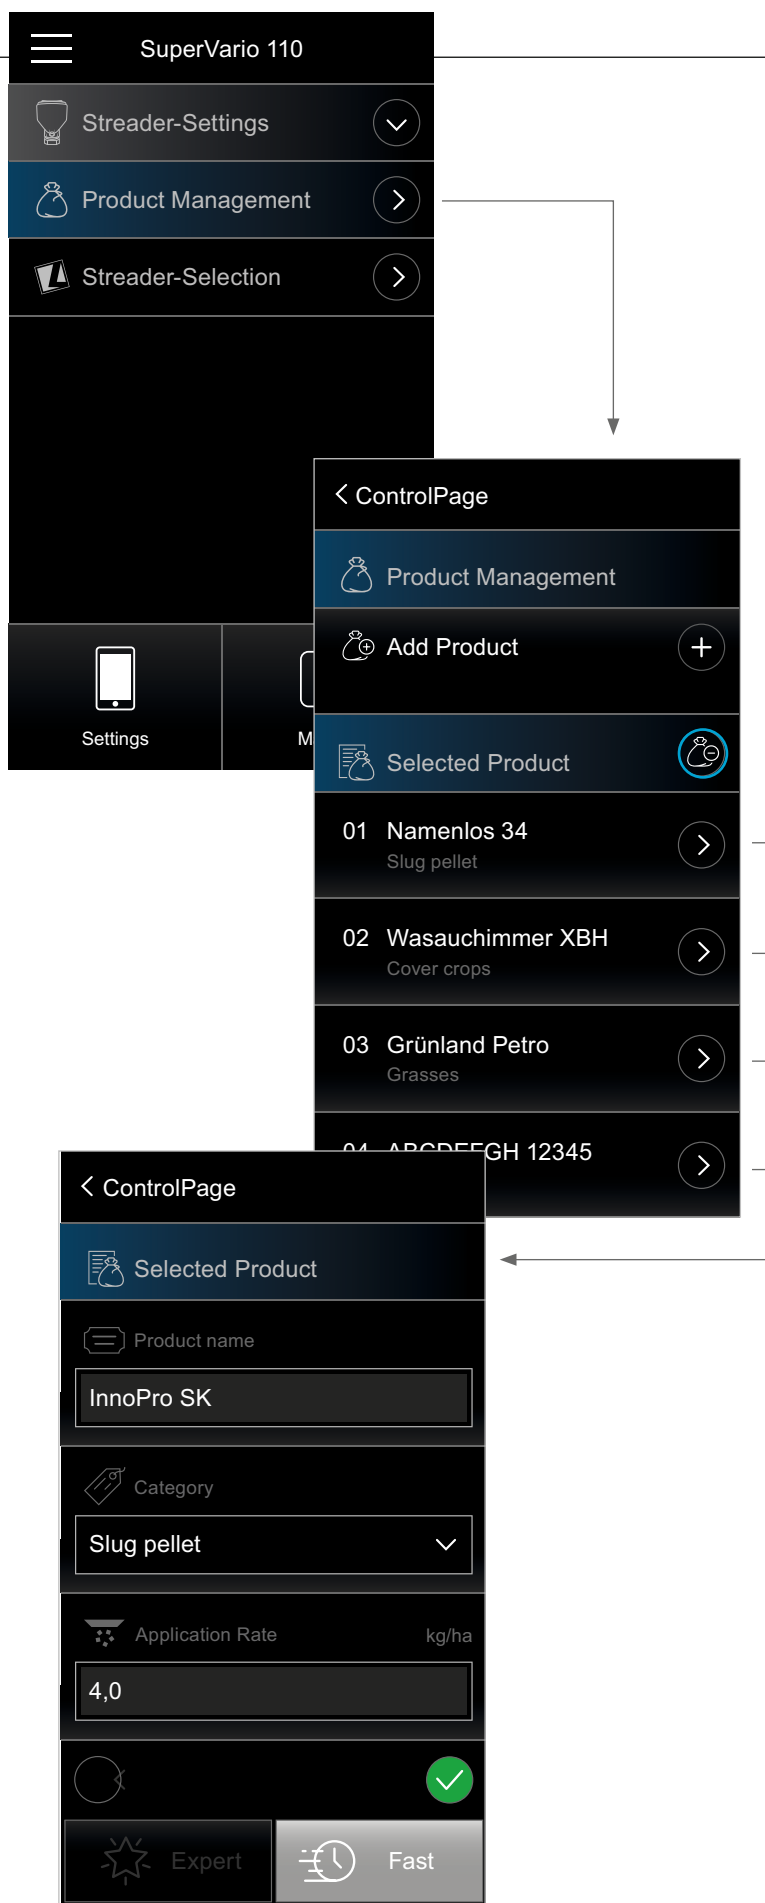 SuperVario 110
Streader-Settings
Product Management
Streader-Selection
Settings
M
ControlPage
Product Management
Add Product
Selected Product
01 Namenlos 34
Slug pellet
02 Wasauchimmer XBH
Cover crops
03 Grünland Petro
Grasses
04 ABCDEFGH 12345
ControlPage
Selected Product
Product name
InnoPro SK
Category
Slug pellet
Application Rate kg/ha
4,0
Expert Fast